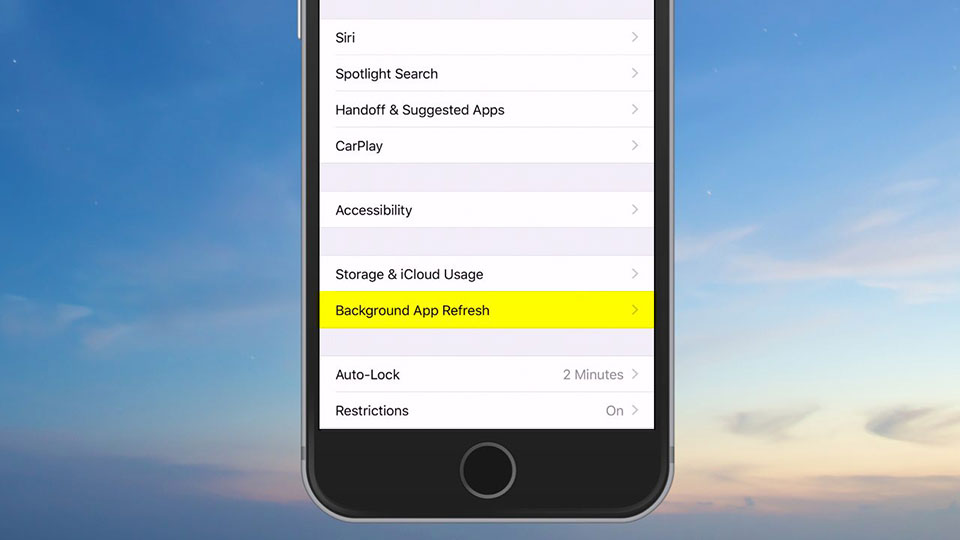 Siri
Spotlight Search
Handoff & Suggested Apps
CarPlay
Accessibility
Storage & iCloud Usage
Background App Refresh
Auto-Lock 2 Minutes
Restrictions On